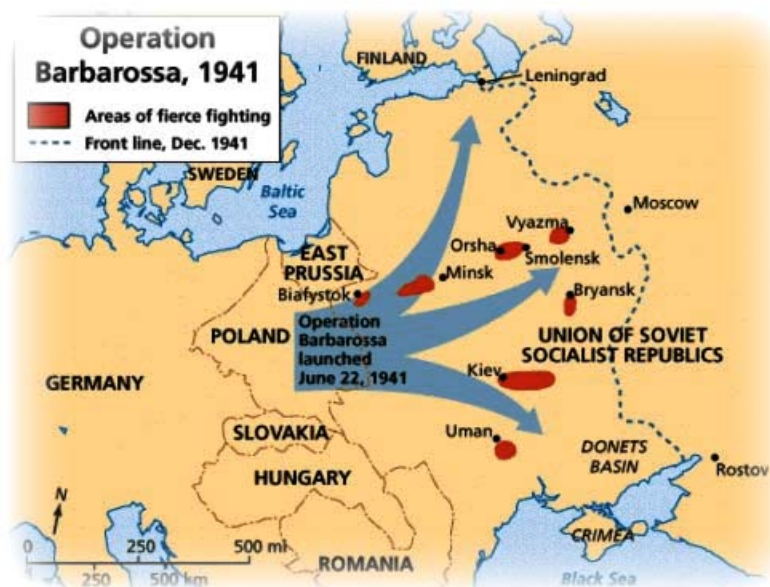 Operation
Barbarossa, 1941
Areas of fierce fighting
Front line, Dec. 1941
FINLAND
Leningrad
SWEDEN
Baltic
Sea
Moscow
Vyazma
Orsha
Smolensk
EAST
PRUSSIA
Minsk
Biafystok
Bryansk
Operation
Barbarossa
launched
June 22, 1941
POLAND
UNION OF SOVIET
SOCIALIST REPUBLICS
GERMANY
Kiev
SLOVAKIA
Uman
DONETS
BASIN
HUNGARY
Rostov
N
CRIMEA
0 250 500 mi
0 250 500 km
ROMANIA
Black Sea